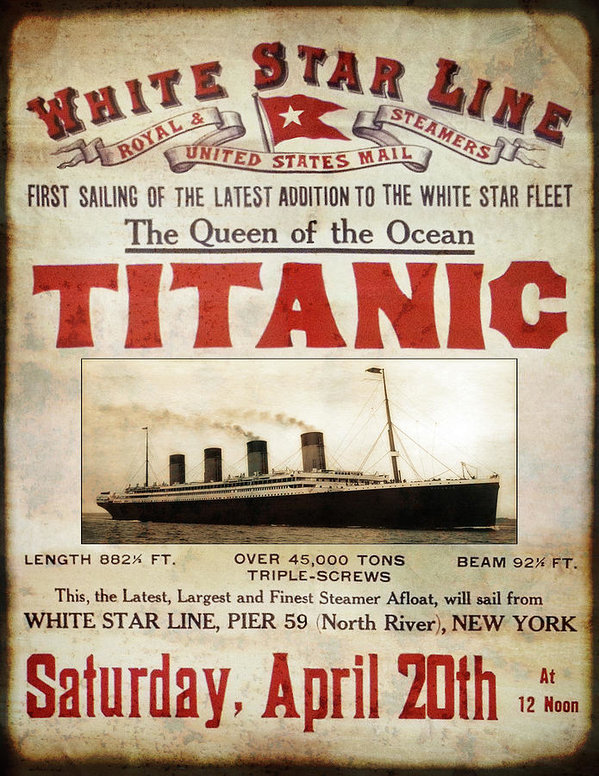 WHITE STAR LINE
ROYAL & UNITED STATES MAIL STEAMERS
FIRST SAILING OF THE LATEST ADDITION TO THE WHITE STAR FLEET
The Queen of the Ocean
TITANIC
LENGTH 882½ FT. OVER 45,000 TONS BEAM 92½ FT.
TRIPLE-SCREWS
This, the Latest, Largest and Finest Steamer Afloat, will sail from
WHITE STAR LINE, PIER 59 (North River), NEW YORK
Saturday, April 20th At
12 Noon